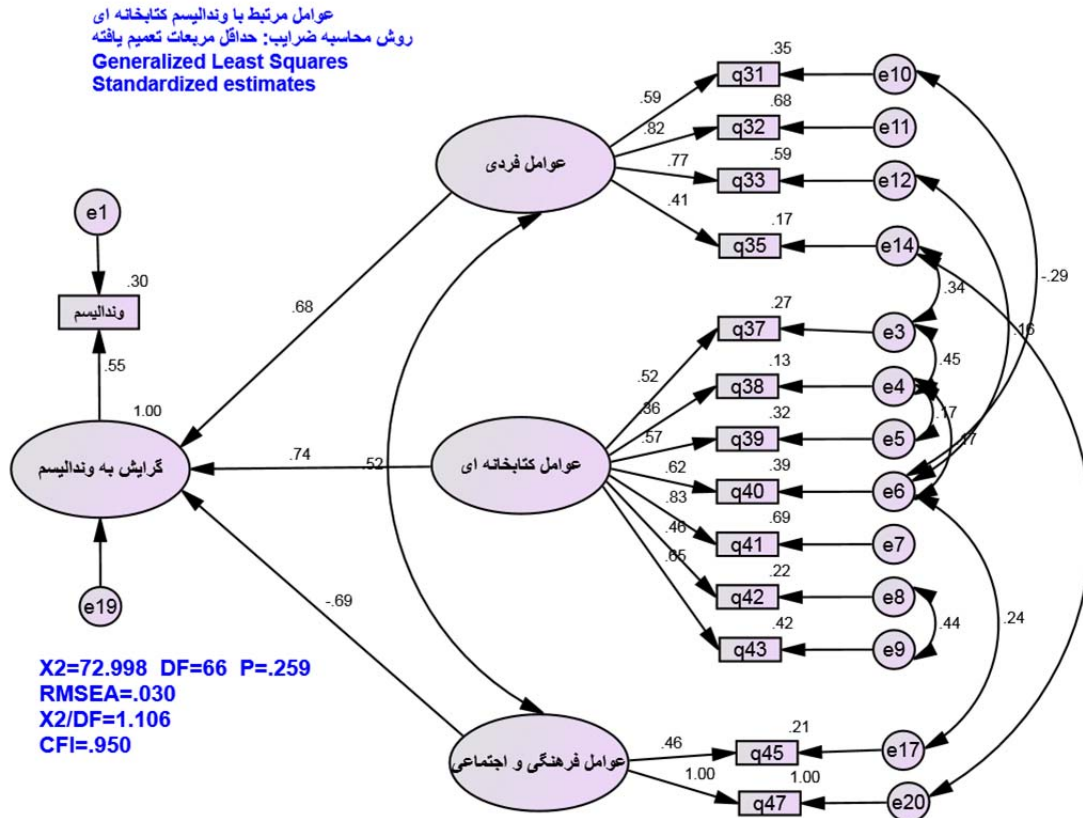 عوامل مرتبط با وندالیسم کتابخانه ای
روش محاسبه ضرایب: حداقل مربعات تعمیم یافته
Generalized Least Squares
Standardized estimates
.35
q31
e10
.59
.68
q32
e11
.82
عوامل فردی
.59
q33
e12
.77
.41
.17
q35
e14
e1
.30
وندالیسم
.55
1.00
گرایش به وندالیسم
e19
.68
.74
-.69
.52
-.29
.16
.34
.27
q37
e3
.52
.45
.13
q38
e4
.36
.17
.32
q39
e5
.57
.17
عوامل کتابخانه ای
.39
q40
e6
.62
.69
q41
e7
.83
.22
q42
e8
.46
.44
.42
q43
e9
.65
.24
X2=72.998 DF=66 P=.259
RMSEA=.030
X2/DF=1.106
CFI=.950
عوامل فرهنگی و اجتماعی
.46
.21
q45
e17
1.00
1.00
q47
e20